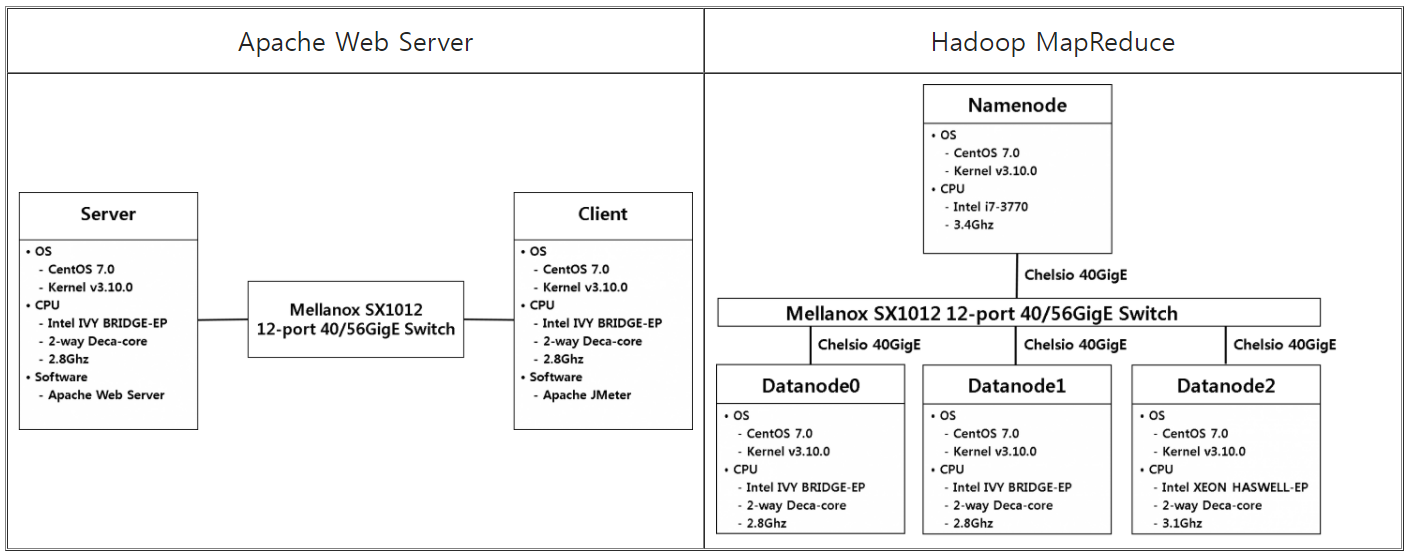 Apache Web Server
Hadoop MapReduce
Server
• OS
- CentOS 7.0
- Kernel v3.10.0
• CPU
- Intel IVY BRIDGE-EP
- 2-way Deca-core
- 2.8Ghz
• Software
- Apache Web Server
Mellanox SX1012
12-port 40/56GigE Switch
Client
• OS
- CentOS 7.0
- Kernel v3.10.0
• CPU
- Intel IVY BRIDGE-EP
- 2-way Deca-core
- 2.8Ghz
• Software
- Apache JMeter
Namenode
• OS
- CentOS 7.0
- Kernel v3.10.0
• CPU
- Intel i7-3770
- 3.4Ghz
Chelsio 40GigE
Mellanox SX1012 12-port 40/56GigE Switch
Chelsio 40GigE
Chelsio 40GigE
Chelsio 40GigE
Datanode0
• OS
- CentOS 7.0
- Kernel v3.10.0
• CPU
- Intel IVY BRIDGE-EP
- 2-way Deca-core
- 2.8Ghz
Datanode1
• OS
- CentOS 7.0
- Kernel v3.10.0
• CPU
- Intel IVY BRIDGE-EP
- 2-way Deca-core
- 2.8Ghz
Datanode2
• OS
- CentOS 7.0
- Kernel v3.10.0
• CPU
- Intel XEON HASWELL-EP
- 2-way Deca-core
- 3.1Ghz